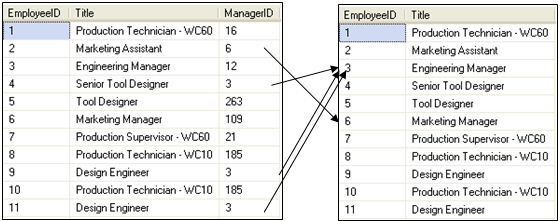 EmployeeID Title ManagerID
1 Production Technician - WC60 16
2 Marketing Assistant 6
3 Engineering Manager 12
4 Senior Tool Designer 3
5 Tool Designer 263
6 Marketing Manager 109
7 Production Supervisor - WC60 21
8 Production Technician - WC10 185
9 Design Engineer 3
10 Production Technician - WC10 185
11 Design Engineer 3
EmployeeID Title
1 Production Technician - WC60
2 Marketing Assistant
3 Engineering Manager
4 Senior Tool Designer
5 Tool Designer
6 Marketing Manager
7 Production Supervisor - WC60
8 Production Technician - WC10
9 Design Engineer
10 Production Technician - WC10
11 Design Engineer